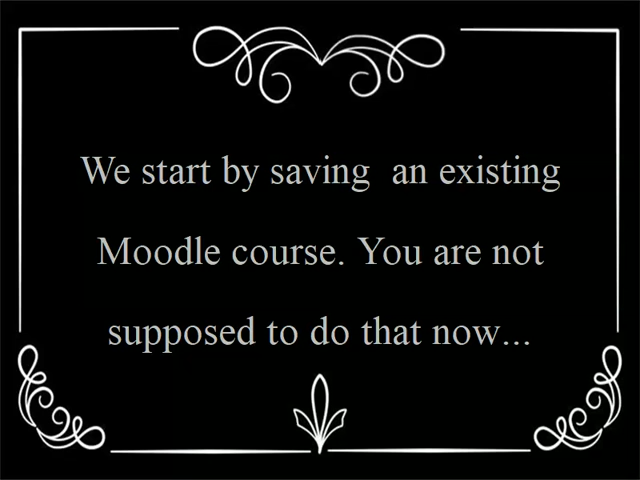 We start by saving  an existing
Moodle course. You are not
supposed to do that now...